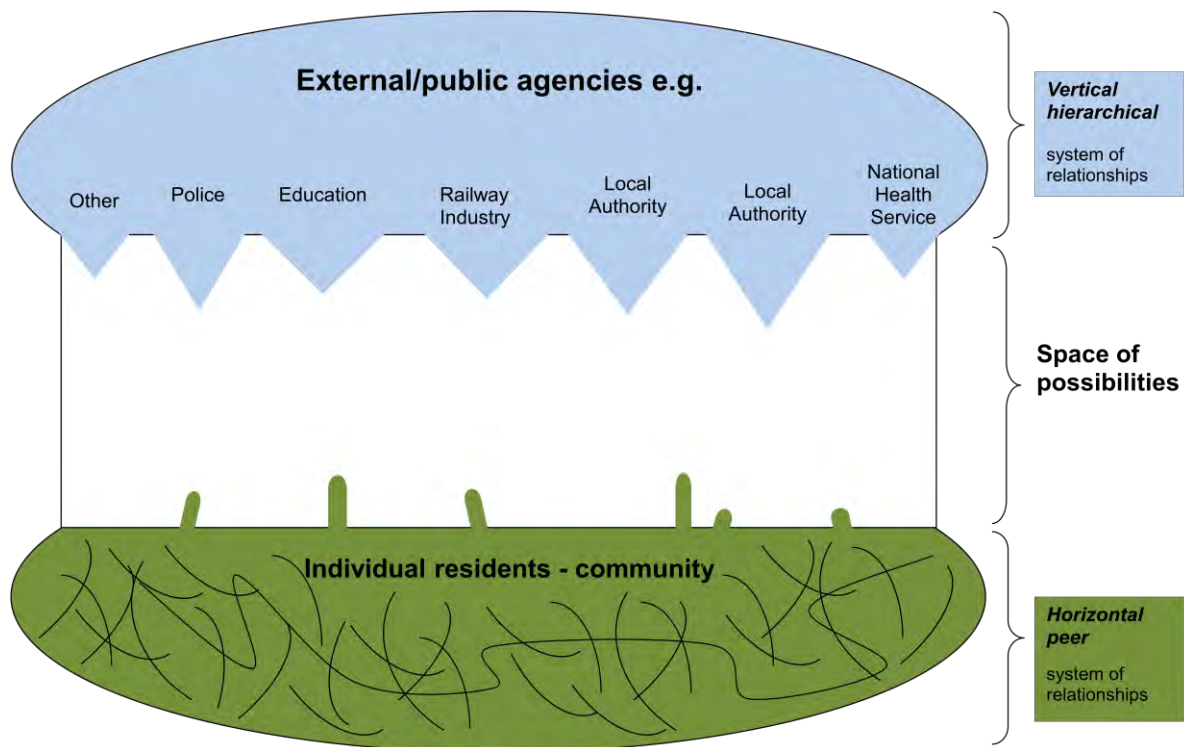 External/public agencies e.g.
Other
Police
Education
Railway
Industry
Local
Authority
Local
Authority
National
Health
Service
Vertical
hierarchical
system of
relationships
Space of
possibilities
Individual residents - community
Horizontal
peer
system of
relationships